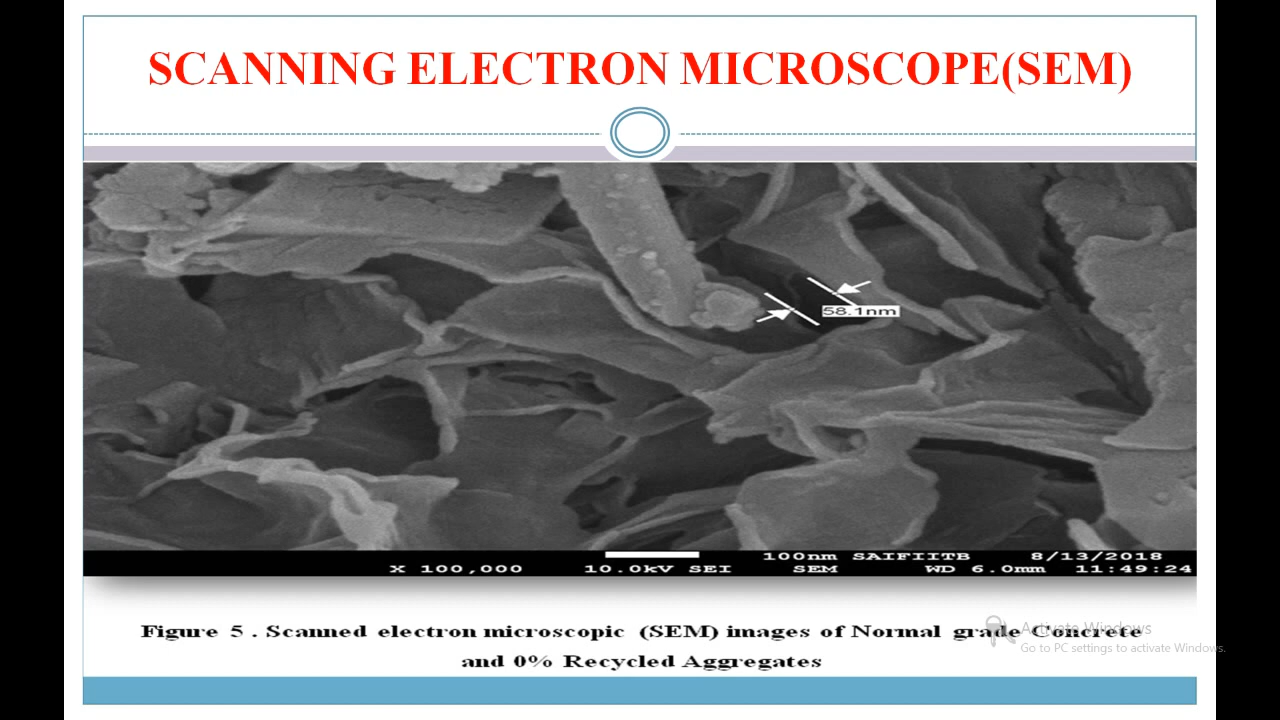 SCANNING ELECTRON MICROSCOPE(SEM)
58.1nm
100nm SAIFIITB 8/13/2018
X 100,000 10.0kV SEI SEM WD 6.0mm 11:49:24
Figure 5 . Scanned electron microscopic (SEM) images of Normal grade Concrete
and 0% Recycled Aggregates
Activate Windows
Go to PC settings to activate Windows.